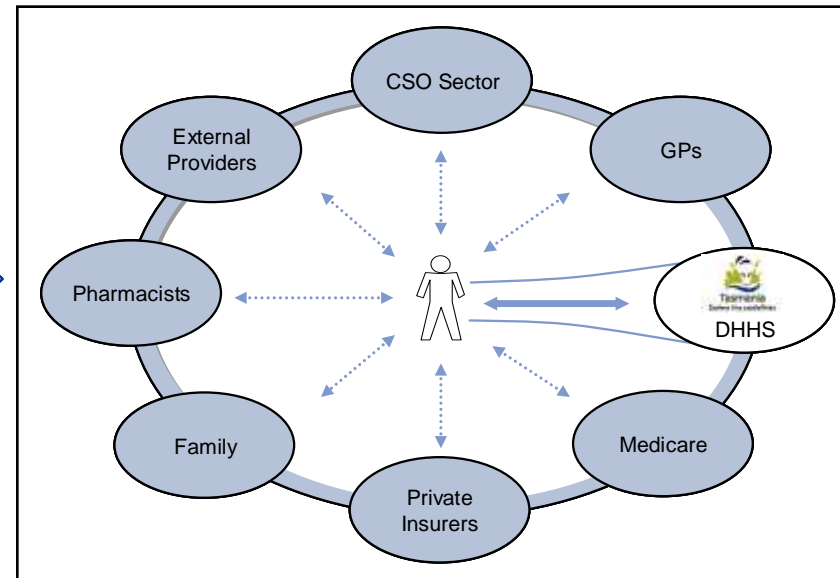 CSO Sector
External
Providers
GPs
Pharmacists
Tasmania
DHHS
Family
Medicare
Private
Insurers